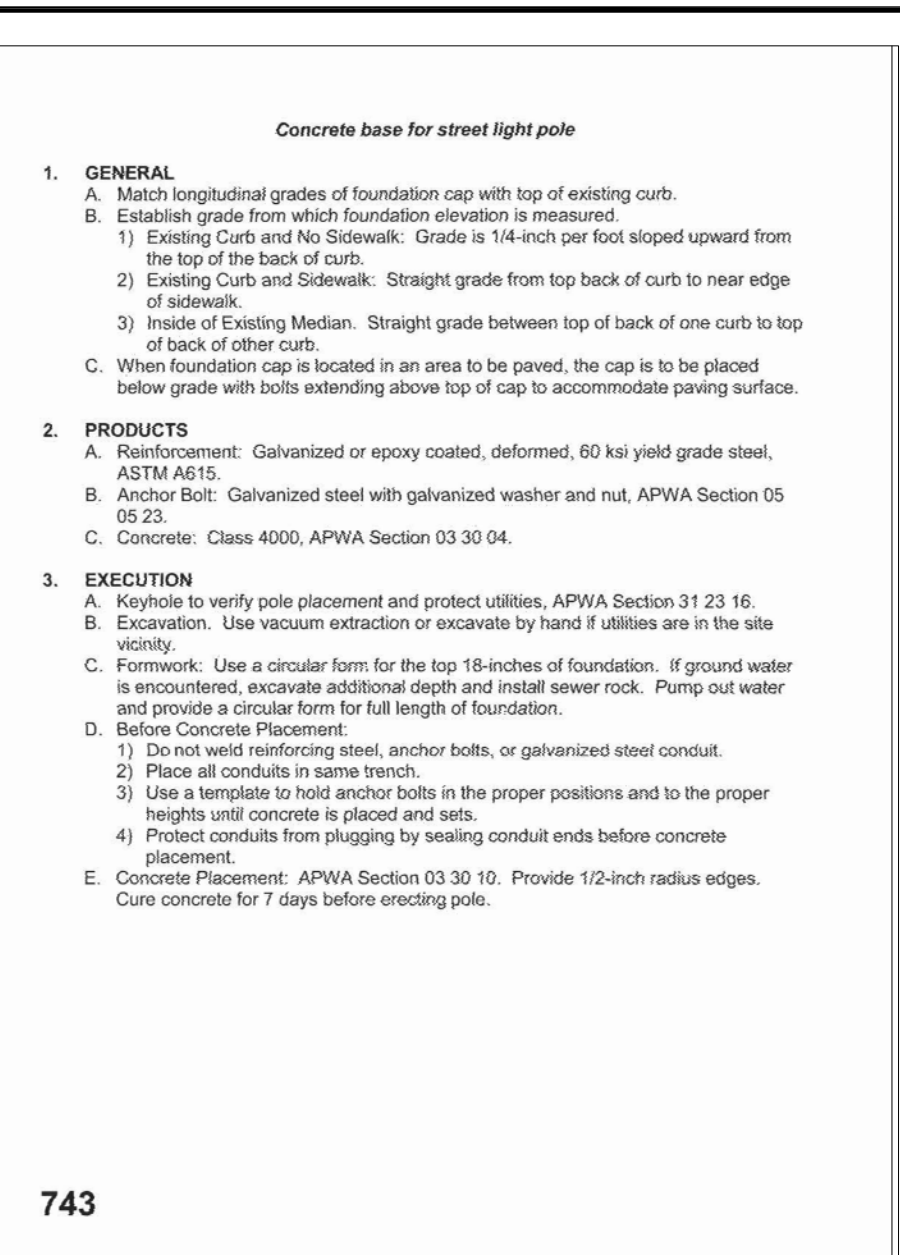 Concrete base for street light pole
1. GENERAL
A. Match longitudinal grades of foundation cap with top of existing curb.
B. Establish grade from which foundation elevation is measured.
1) Existing Curb and No Sidewalk: Grade is 1/4-inch per foot sloped upward from
the top of the back of curb.
2) Existing Curb and Sidewalk: Straight grade from top back of curb to near edge
of sidewalk.
3) Inside of Existing Median. Straight grade between top of back of one curb to top
of back of other curb.
C. When foundation cap is located in an area to be paved, the cap is to be placed
below grade with bolts extending above top of cap to accommodate paving surface.
2. PRODUCTS
A. Reinforcement: Galvanized or epoxy coated, deformed, 60 ksi yield grade steel,
ASTM A615.
B. Anchor Bolt: Galvanized steel with galvanized washer and nut, APWA Section 05
05 23.
C. Concrete: Class 4000, APWA Section 03 30 04.
3. EXECUTION
A. Keyhole to verify pole placement and protect utilities, APWA Section 31 23 16.
B. Excavation. Use vacuum extraction or excavate by hand if utilities are in the site
vicinity.
C. Formwork: Use a circular form for the top 18-inches of foundation. If ground water
is encountered, excavate additional depth and install sewer rock. Pump out water
and provide a circular form for full length of foundation.
D. Before Concrete Placement:
1) Do not weld reinforcing steel, anchor bolts, or galvanized steel conduit.
2) Place all conduits in same trench.
3) Use a template to hold anchor bolts in the proper positions and to the proper
heights until concrete is placed and sets.
4) Protect conduits from plugging by sealing conduit ends before concrete
placement.
E. Concrete Placement: APWA Section 03 30 10. Provide 1/2-inch radius edges.
Cure concrete for 7 days before erecting pole.
743